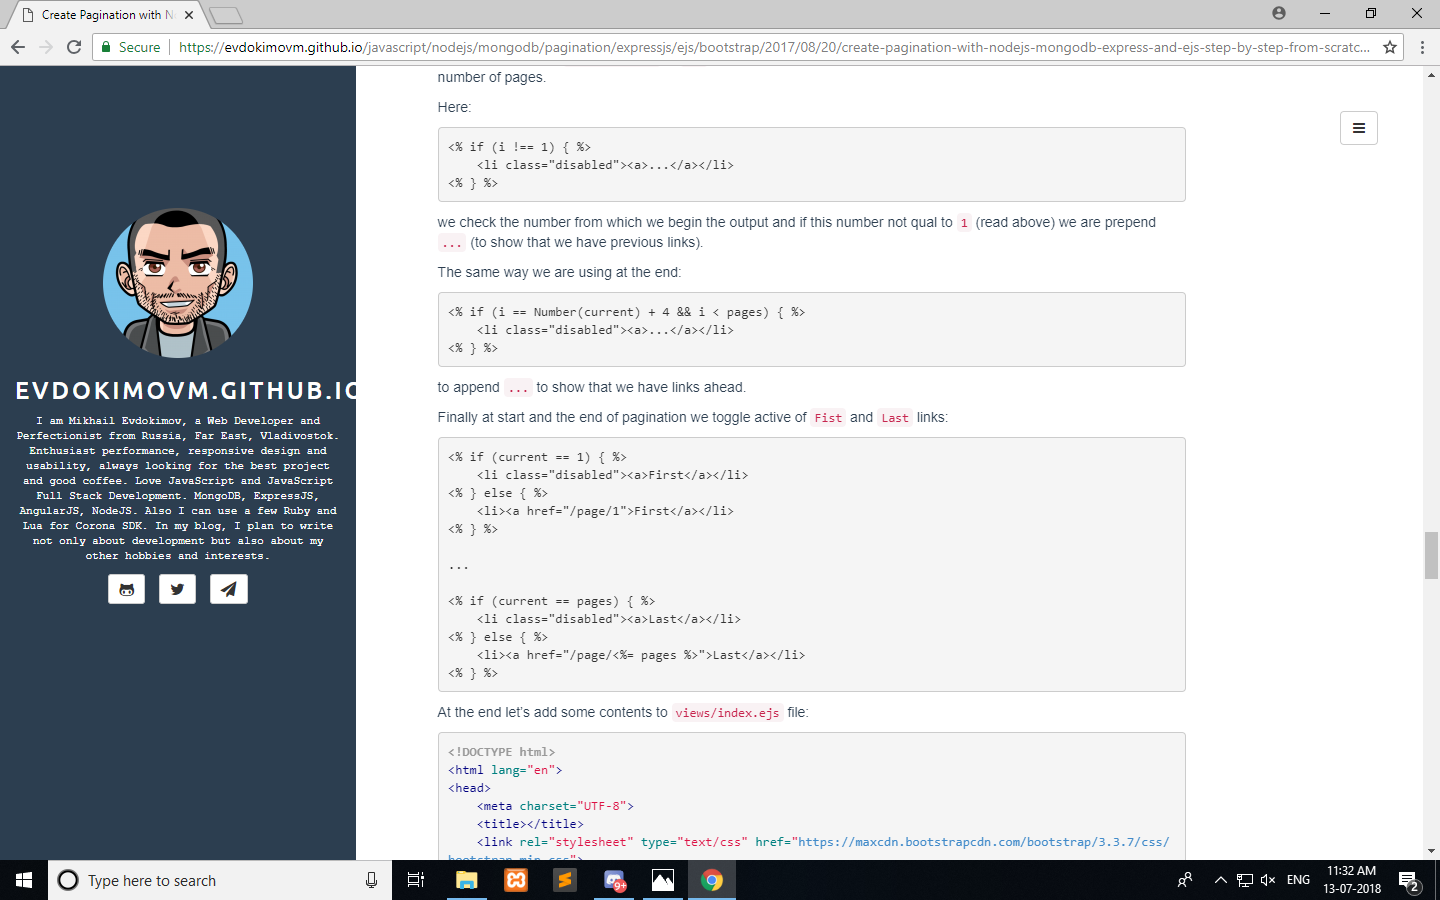 Create Pagination with N
Secure
https://evdokimovm.github.io/javascript/nodejs/mongodb/pagination/expressjs/ejs/bootstrap/2017/08/20/create-pagination-with-nodejs-mongodb-express-and-ejs-step-by-step-from-scratc...
number of pages.
Here:
<% if (i !== 1) { %>
<li class="disabled"><a>...</a></li>
<% } %>
we check the number from which we begin the output and if this number not qual to 1 (read above) we are prepend
... (to show that we have previous links).
The same way we are using at the end:
<% if (i == Number(current) + 4 && i < pages) { %>
<li class="disabled"><a>...</a></li>
<% } %>
to append ... to show that we have links ahead.
Finally at start and the end of pagination we toggle active of Fist and Last links:
<% if (current == 1) { %>
<li class="disabled"><a>First</a></li>
<% } else { %>
<li><a href="/page/1">First</a></li>
<% } %>
...
<% if (current == pages) { %>
<li class="disabled"><a>Last</a></li>
<% } else { %>
<li><a href="/page/<%= pages %>">Last</a></li>
<% } %>
At the end let’s add some contents to views/index.ejs file:
<!DOCTYPE html>
<html lang="en">
<head>
<meta charset="UTF-8">
<title></title>
<link rel="stylesheet" type="text/css" href="https://maxcdn.bootstrapcdn.com/bootstrap/3.3.7/css/
bootstrap.min.css">
EVDOKIMOVM.GITHUB.IO
I am Mikhail Evdokimov, a Web Developer and
Perfectionist from Russia, Far East, Vladivostok.
Enthusiast performance, responsive design and
usability, always looking for the best project
and good coffee. Love JavaScript and JavaScript
Full Stack Development. MongoDB, ExpressJS,
AngularJS, NodeJS. Also I can use a few Ruby and
Lua for Corona SDK. In my blog, I plan to write
not only about development but also about my
other hobbies and interests.
Type here to search
9+
ENG
11:32 AM
13-07-2018
2